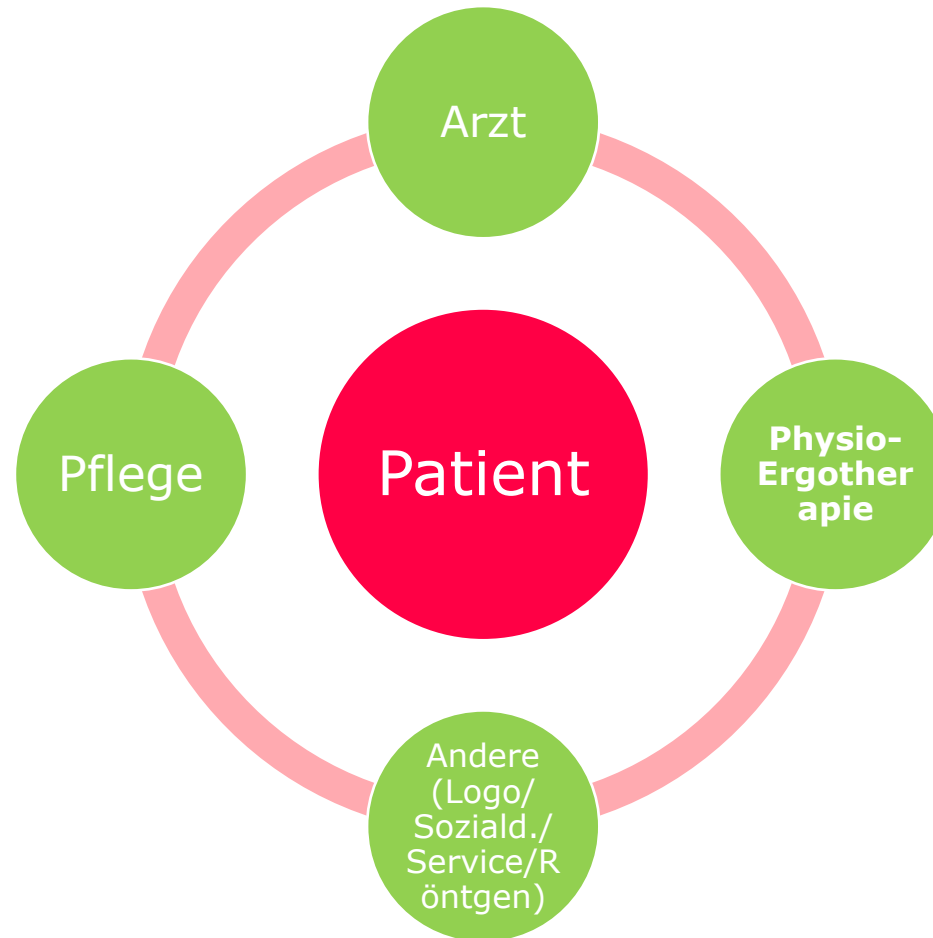 Arzt
Pflege
Patient
Physio-
Ergother
apie
Andere
(Logo/
Soziald./
Service/R
öntgen)